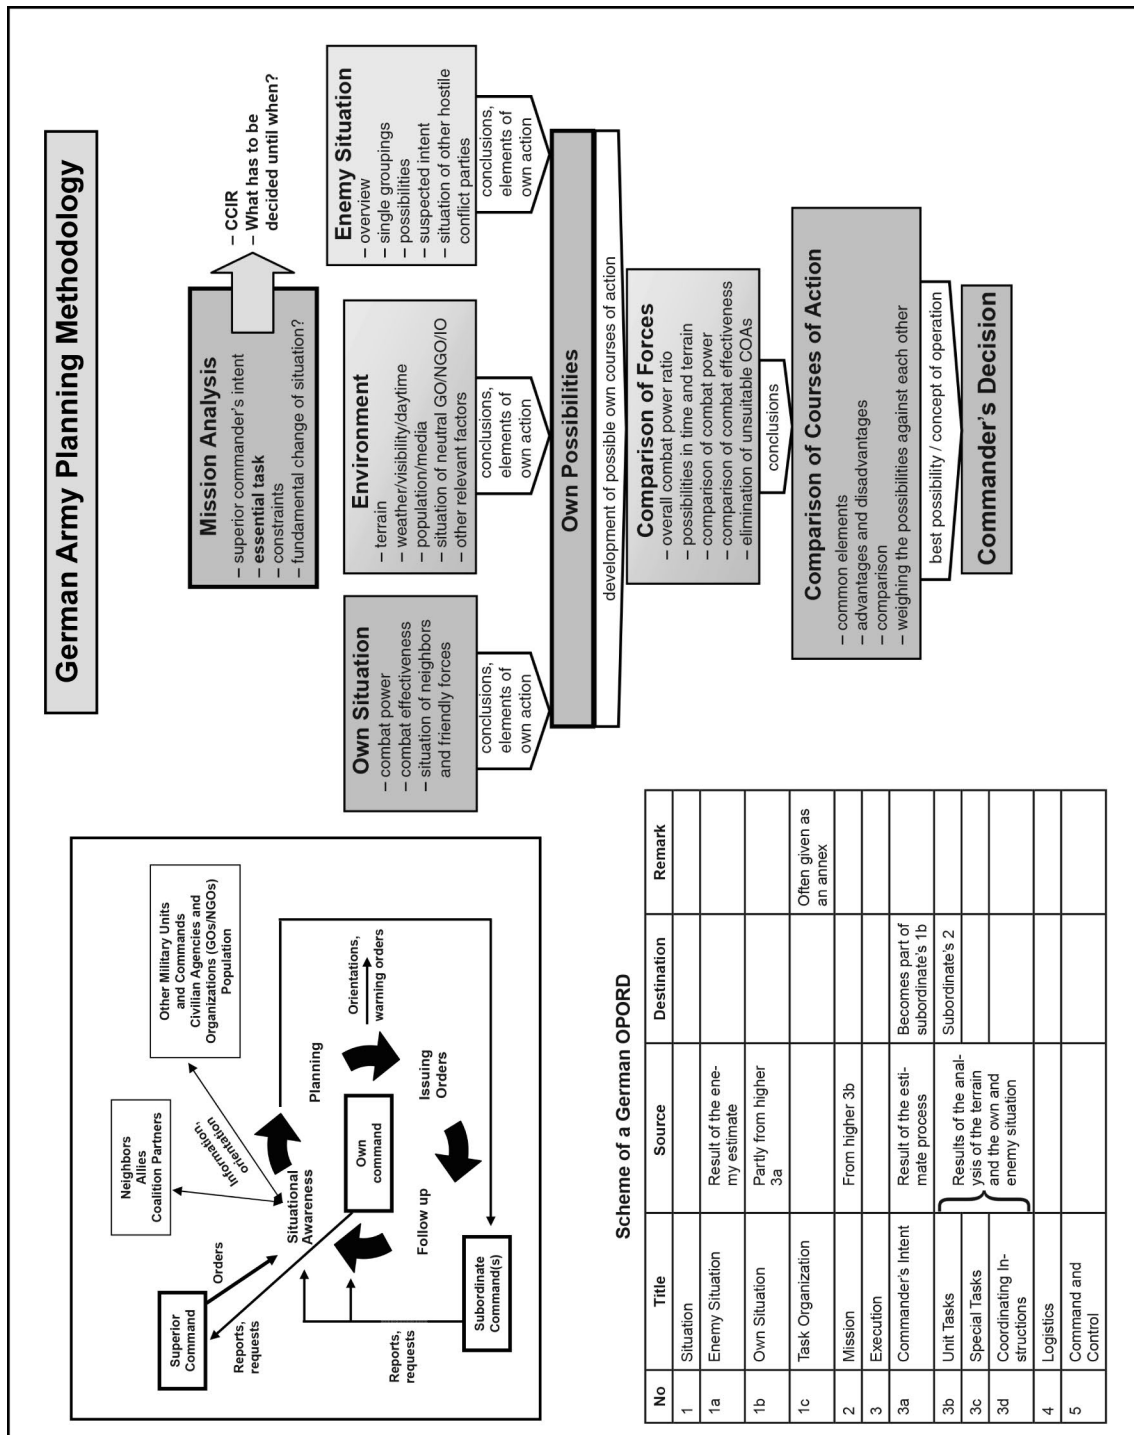 German Army Planning Methodology
Mission Analysis
– superior commander's intent
– essential task
– constraints
– fundamental change of situation?
– CCIR
– What has to be
decided until when?
Own Situation
– combat power
– combat effectiveness
– situation of neighbors
and friendly forces
conclusions,
elements of
own action
Environment
– terrain
– weather/visibility/daytime
– population/media
– situation of neutral GO/NGO/IO
– other relevant factors
conclusions,
elements of
own action
Enemy Situation
– overview
– single groupings
– possibilities
– suspected intent
– situation of other hostile
conflict parties
conclusions,
elements of
own action
Own Possibilities
development of possible own courses of action
Comparison of Forces
– overall combat power ratio
– possibilities in time and terrain
– comparison of combat power
– comparison of combat effectiveness
– elimination of unsuitable COAs
conclusions
Comparison of Courses of Action
– common elements
– advantages and disadvantages
– comparison
– weighing the possibilities against each other
best possibility / concept of operation
Commander's Decision
Superior
Command
Orders
Reports,
requests
Neighbors
Allies
Coalition Partners
Other Military Units
and Commands
Civilian Agencies and
Organizations (GOs/NGOs)
Population
Information,
orientation
Situational
Awareness
Planning
Orientations,
warning orders
Own
command
Issuing
Orders
Follow up
Reports,
requests
Subordinate
Command(s)
Scheme of a German OPORD
No Title Source Destination Remark
1 Situation
1a Enemy Situation Result of the ene-
my estimate
1b Own Situation Partly from higher
3a
1c Task Organization Often given as
an annex
2 Mission From higher 3b
3 Execution
3a Commander's Intent Result of the esti-
mate process Becomes part of
subordinate's 1b
3b Unit Tasks Results of the anal-
ysis of the terrain
and the own and
enemy situation Subordinate's 2
3c Special Tasks
3d Coordinating In-
structions
4 Logistics
5 Command and
Control